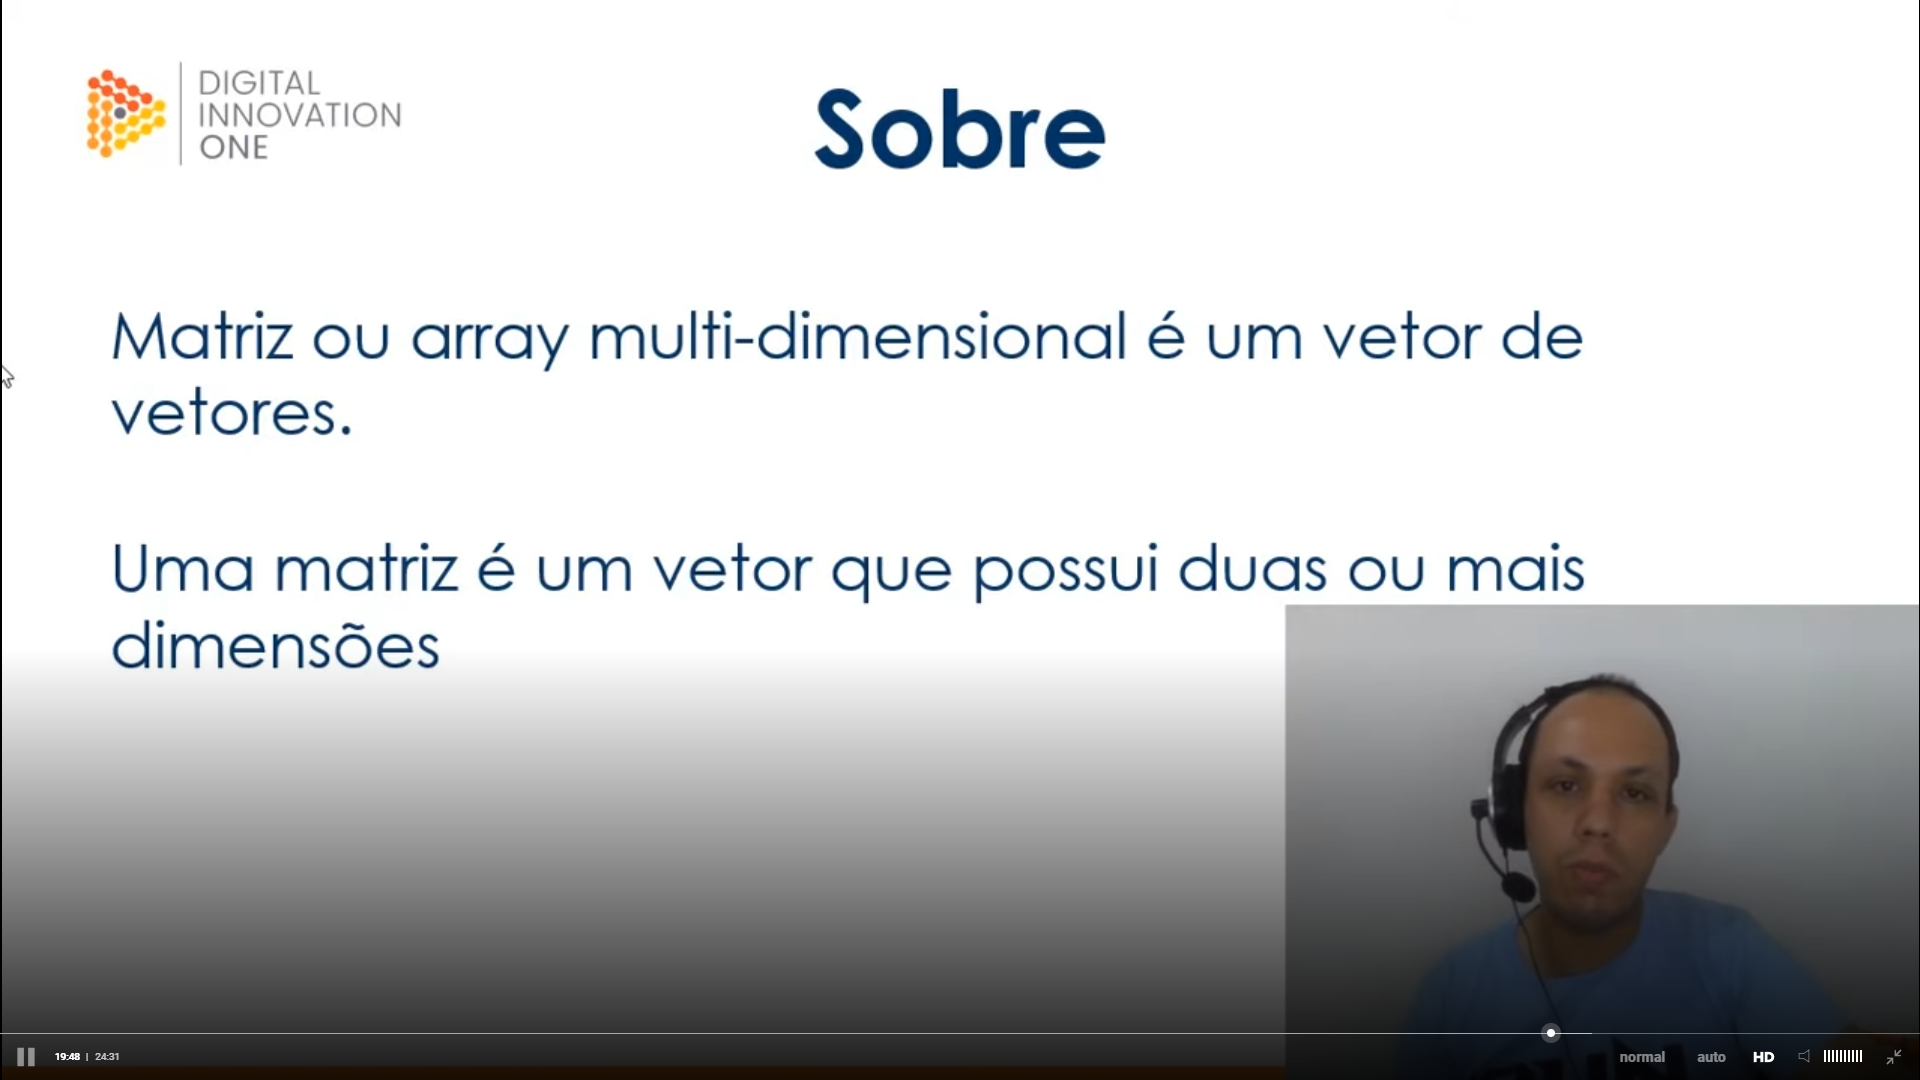 DIGITAL
INNOVATION
ONE
Sobre
Matriz ou array multi-dimensional é um vetor de
vetores.
Uma matriz é um vetor que possui duas ou mais
dimensões
19:48 | 24:31
normal
auto
HD